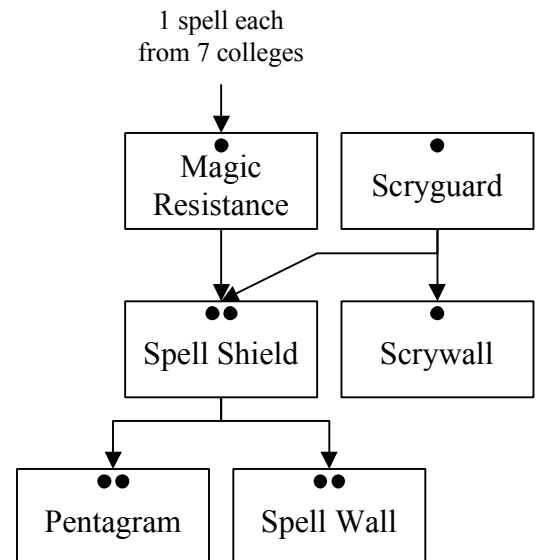 1 spell each
from 7 colleges
Magic
Resistance
Scryguard
Spell Shield
Scrywall
Pentagram
Spell Wall